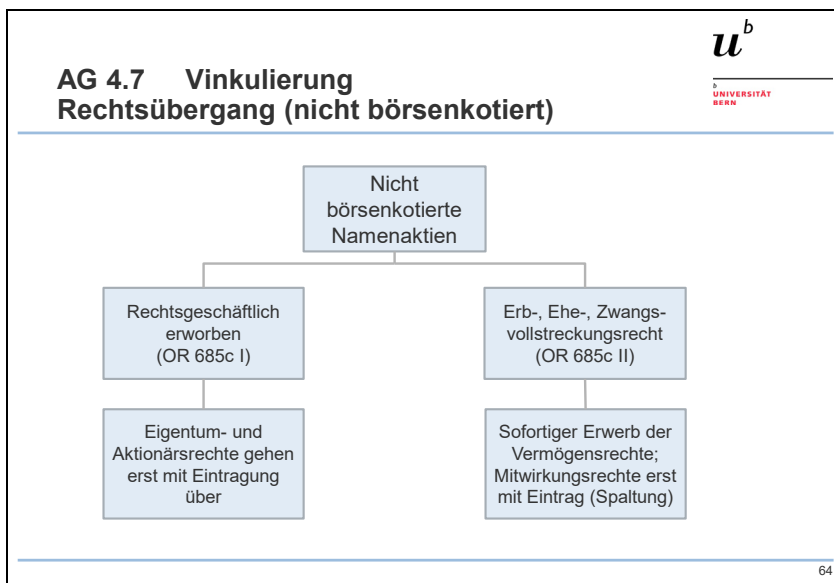 AG 4.7 Vinkulierung
Rechtsübergang (nicht börsenkotiert)
u^b
b
UNIVERSITÄT
BERN
Nicht
börsenkotierte
Namenaktien
Rechtsgeschäftlich
erworben
(OR 685c I)
Erb-, Ehe-, Zwangs-
vollstreckungsrecht
(OR 685c II)
Eigentum- und
Aktionärsrechte gehen
erst mit Eintragung
über
Sofortiger Erwerb der
Vermögensrechte;
Mitwirkungsrechte erst
mit Eintrag (Spaltung)
64